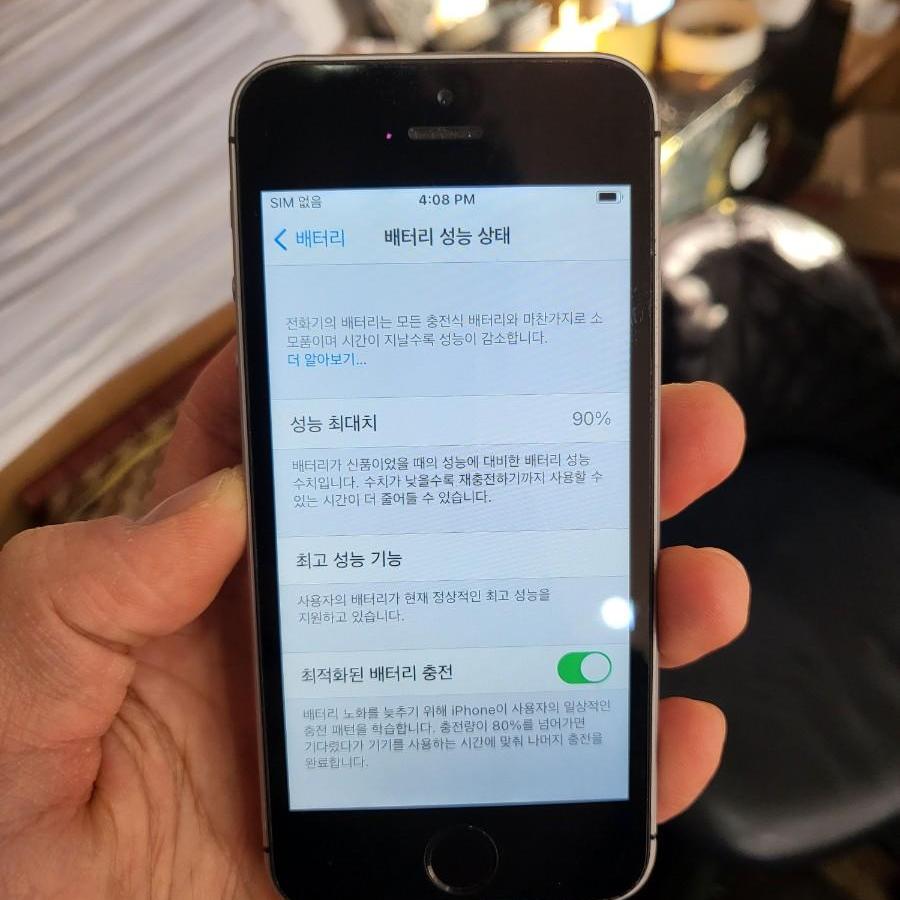 SIM 없음 4:08 PM
배터리 배터리 성능 상태
전화기의 배터리는 모든 충전식 배터리와 마찬가지로 소
모품이며 시간이 지날수록 성능이 감소합니다.
더 알아보기...
성능 최대치 90%
배터리가 신품이었을 때의 성능에 대비한 배터리 성능
수치입니다. 수치가 낮을수록 재충전하기까지 사용할 수
있는 시간이 더 줄어들 수 있습니다.
최고 성능 기능
사용자의 배터리가 현재 정상적인 최고 성능을
지원하고 있습니다.
최적화된 배터리 충전
배터리 노화를 늦추기 위해 iPhone이 사용자의 일상적인
충전 패턴을 학습합니다. 충전량이 80%를 넘어가면
기다렸다가 기기를 사용하는 시간에 맞춰 나머지 충전을
완료합니다.